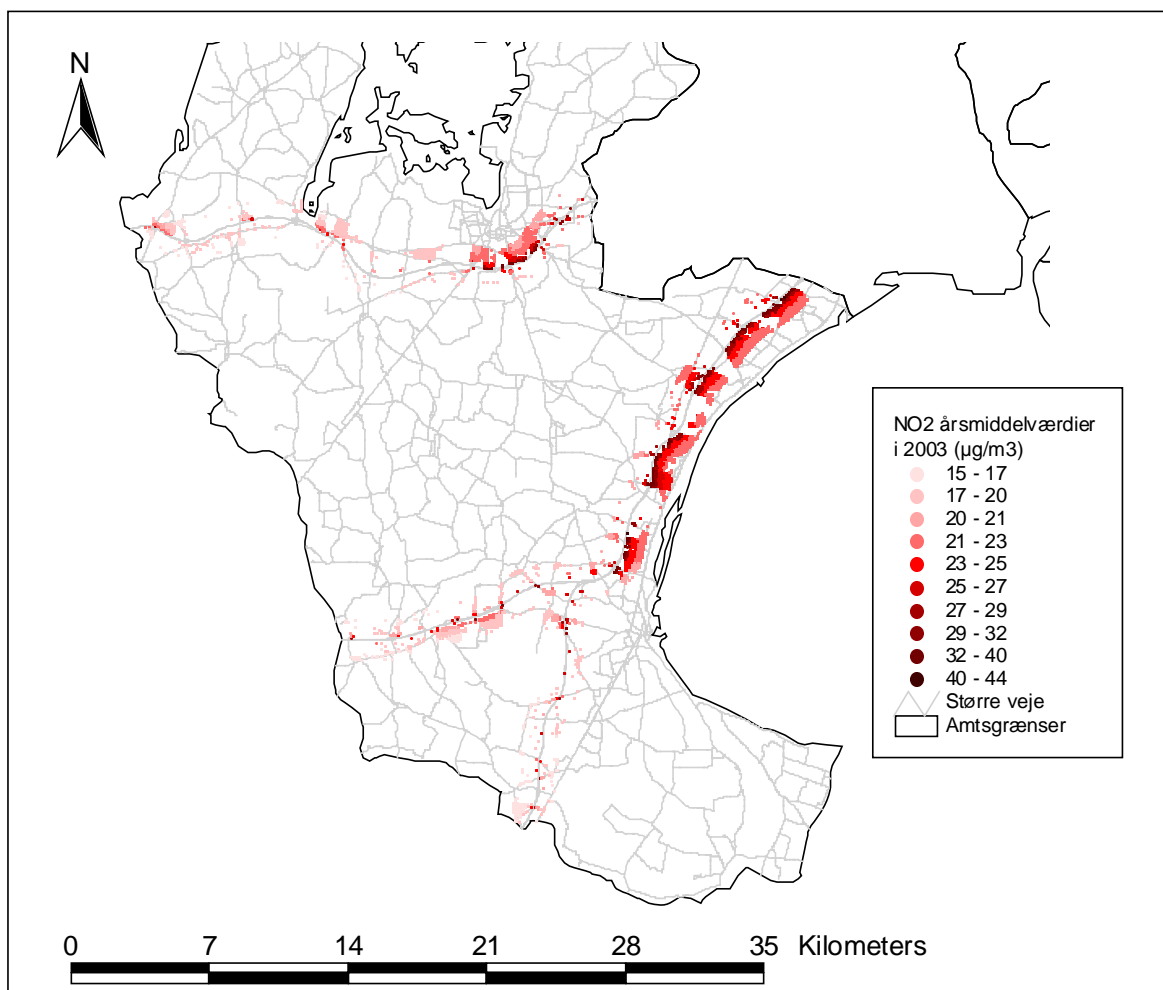 N
NO2 årsmiddelværdier
i 2003 (µg/m3)
15 - 17
17 - 20
20 - 21
21 - 23
23 - 25
25 - 27
27 - 29
29 - 32
32 - 40
40 - 44
Større veje
Amtsgrænser
0 7 14 21 28 35 Kilometers